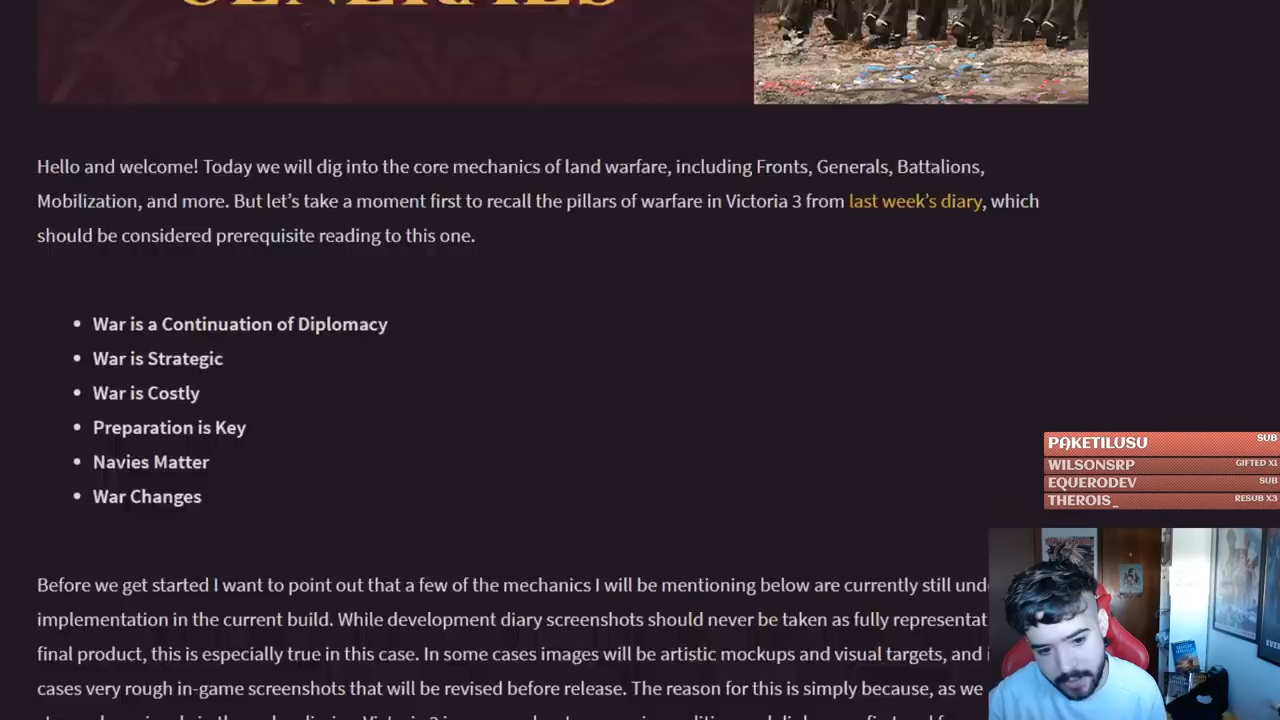 GENERALS
Hello and welcome! Today we will dig into the core mechanics of land warfare, including Fronts, Generals, Battalions,
Mobilization, and more. But let’s take a moment first to recall the pillars of warfare in Victoria 3 from last week’s diary, which
should be considered prerequisite reading to this one.
• War is a Continuation of Diplomacy
• War is Strategic
• War is Costly
• Preparation is Key
• Navies Matter
• War Changes
PAKETILUSU SUB
WILSONSRP GIFTED X1
EQUERODEV SUB
THEROIS_ RESUB X3
Before we get started I want to point out that a few of the mechanics I will be mentioning below are currently still und
implementation in the current build. While development diary screenshots should never be taken as fully representat
final product, this is especially true in this case. In some cases images will be artistic mockups and visual targets, and i
cases very rough in-game screenshots that will be revised before release. The reason for this is simply because, as we